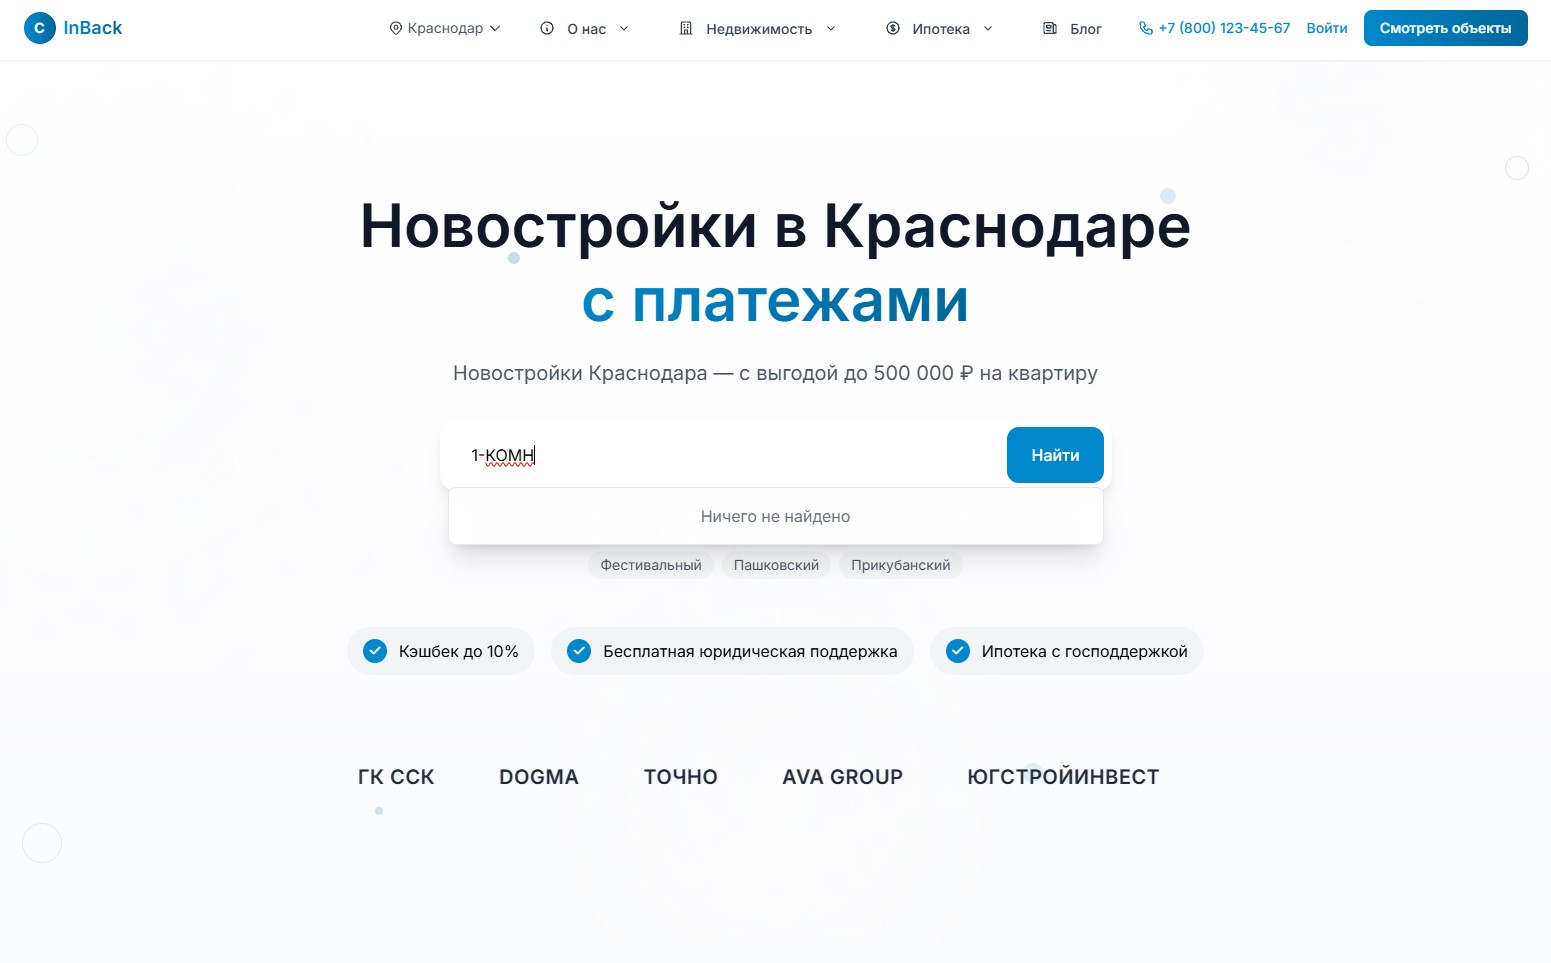 C InBack
Краснодар
О нас
Недвижимость
Ипотека
Блог
+7 (800) 123-45-67
Войти
Смотреть объекты
Новостройки в Краснодаре
с платежами
Новостройки Краснодара — с выгодой до 500 000 ₽ на квартиру
1-КОМН
Найти
Ничего не найдено
Фестивальный
Пашковский
Прикубанский
Кэшбек до 10%
Бесплатная юридическая поддержка
Ипотека с господдержкой
ГК ССК
DOGMA
ТОЧНО
AVA GROUP
ЮГСТРОЙИНВЕСТ